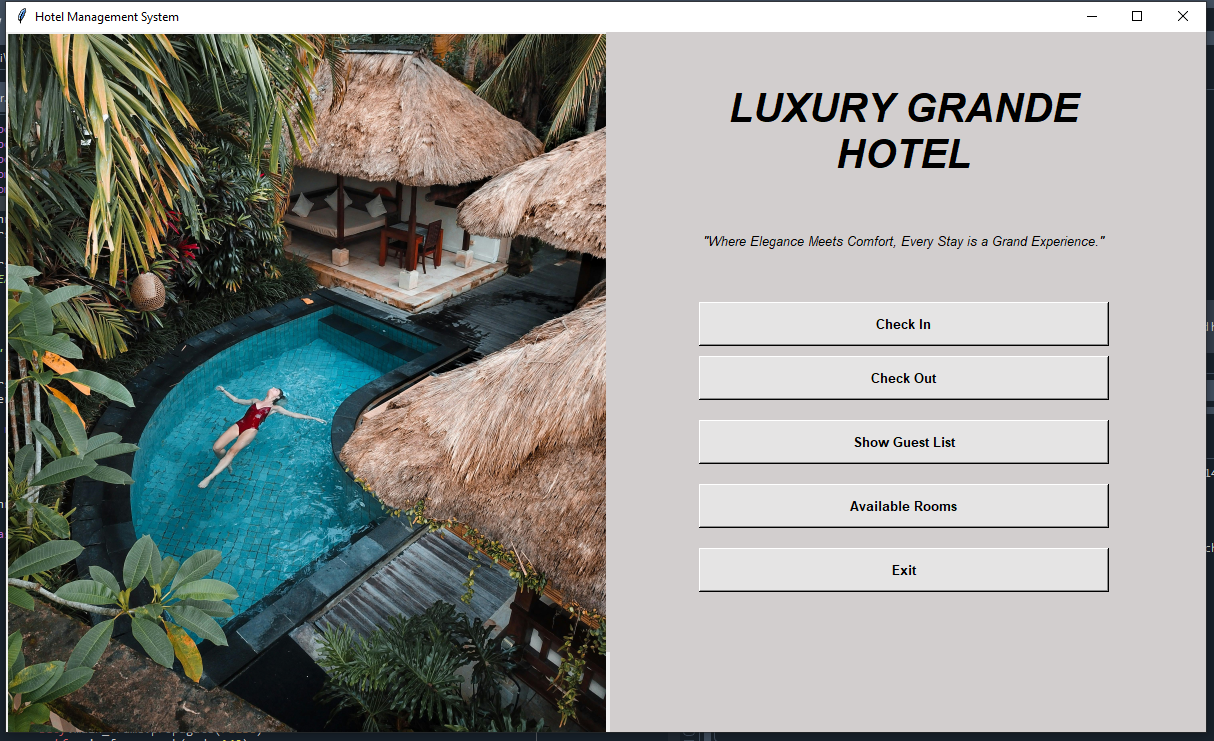 Hotel Management System
LUXURY GRANDE
HOTEL
"Where Elegance Meets Comfort, Every Stay is a Grand Experience."
Check In
Check Out
Show Guest List
Available Rooms
Exit